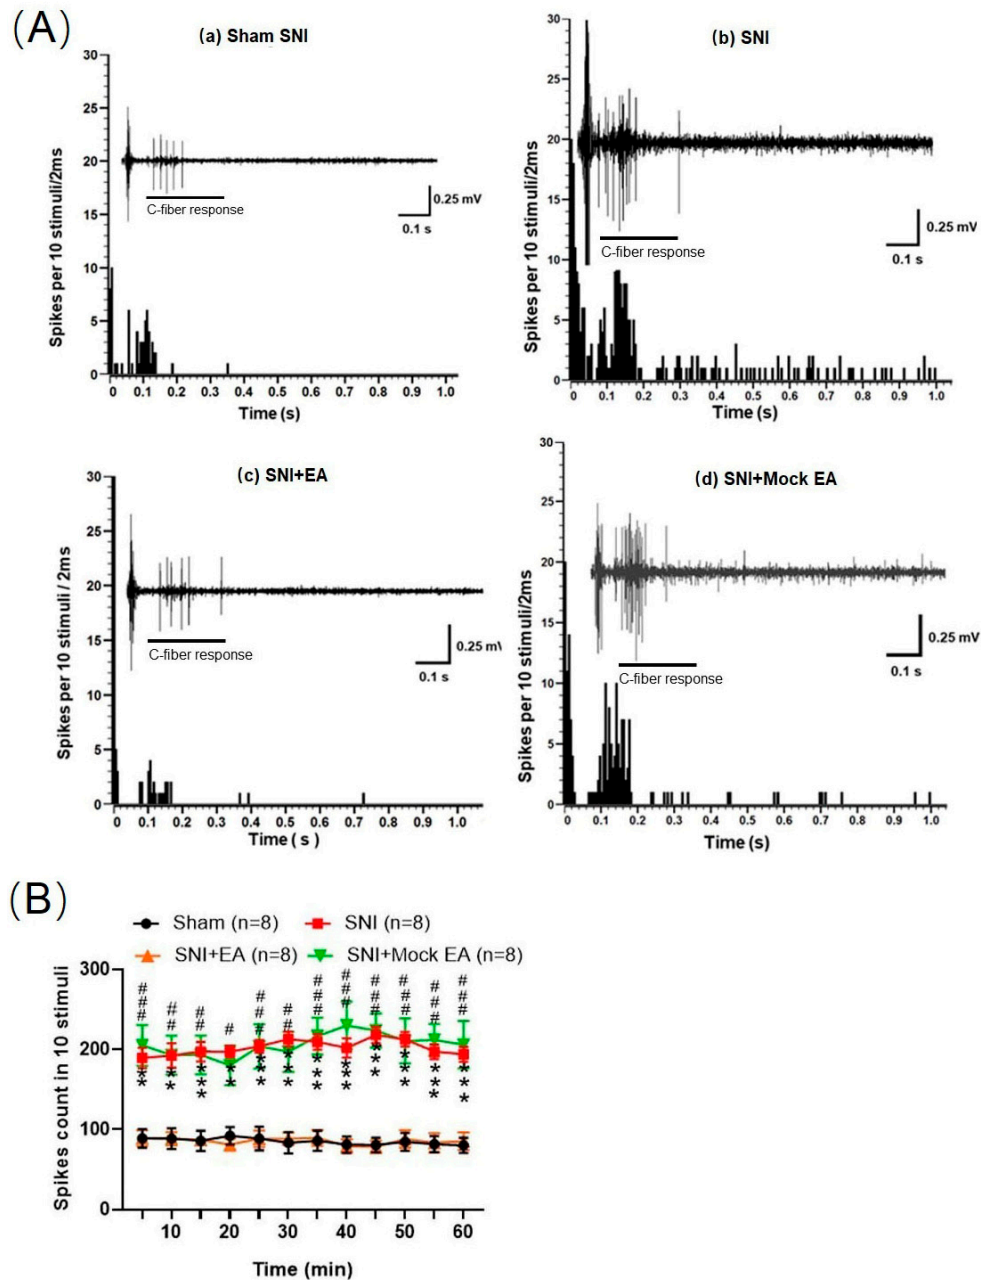 (A)
(a) Sham SNI
Spikes per 10 stimuli/2ms
30
25
20
15
10
5
0
C-fiber response
0.25 mV
0.1 s
0 0.1 0.2 0.3 0.4 0.5 0.6 0.7 0.8 0.9 1.0
Time (s)
(b) SNI
Spikes per 10 stimuli/2ms
30
25
20
15
10
5
0
C-fiber response
0.25 mV
0.1 s
0 0.1 0.2 0.3 0.4 0.5 0.6 0.7 0.8 0.9 1.0
Time (s)
(c) SNI+EA
Spikes per 10 stimuli / 2ms
30
25
20
15
10
5
0
C-fiber response
0.25 m\
0.1 s
0 0.1 0.2 0.3 0.4 0.5 0.6 0.7 0.8 0.9 1.0
Time ( s )
(d) SNI+Mock EA
Spikes per 10 stimuli/2ms
30
25
20
15
10
5
0
C-fiber response
0.25 mV
0.1 s
0 0.1 0.2 0.3 0.4 0.5 0.6 0.7 0.8 0.9 1.0
Time (s)
(B)
Sham (n=8) SNI (n=8)
SNI+EA (n=8) SNI+Mock EA (n=8)
Spikes count in 10 stimuli
300
200
100
0
10 20 30 40 50 60
Time (min)